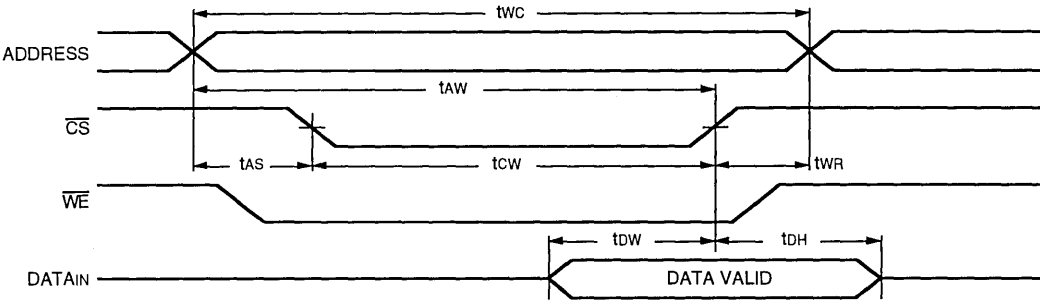 tWC
ADDRESS
tAW
CS
tAS
tCW
tWR
WE
tDW
tDH
DATAIN
DATA VALID